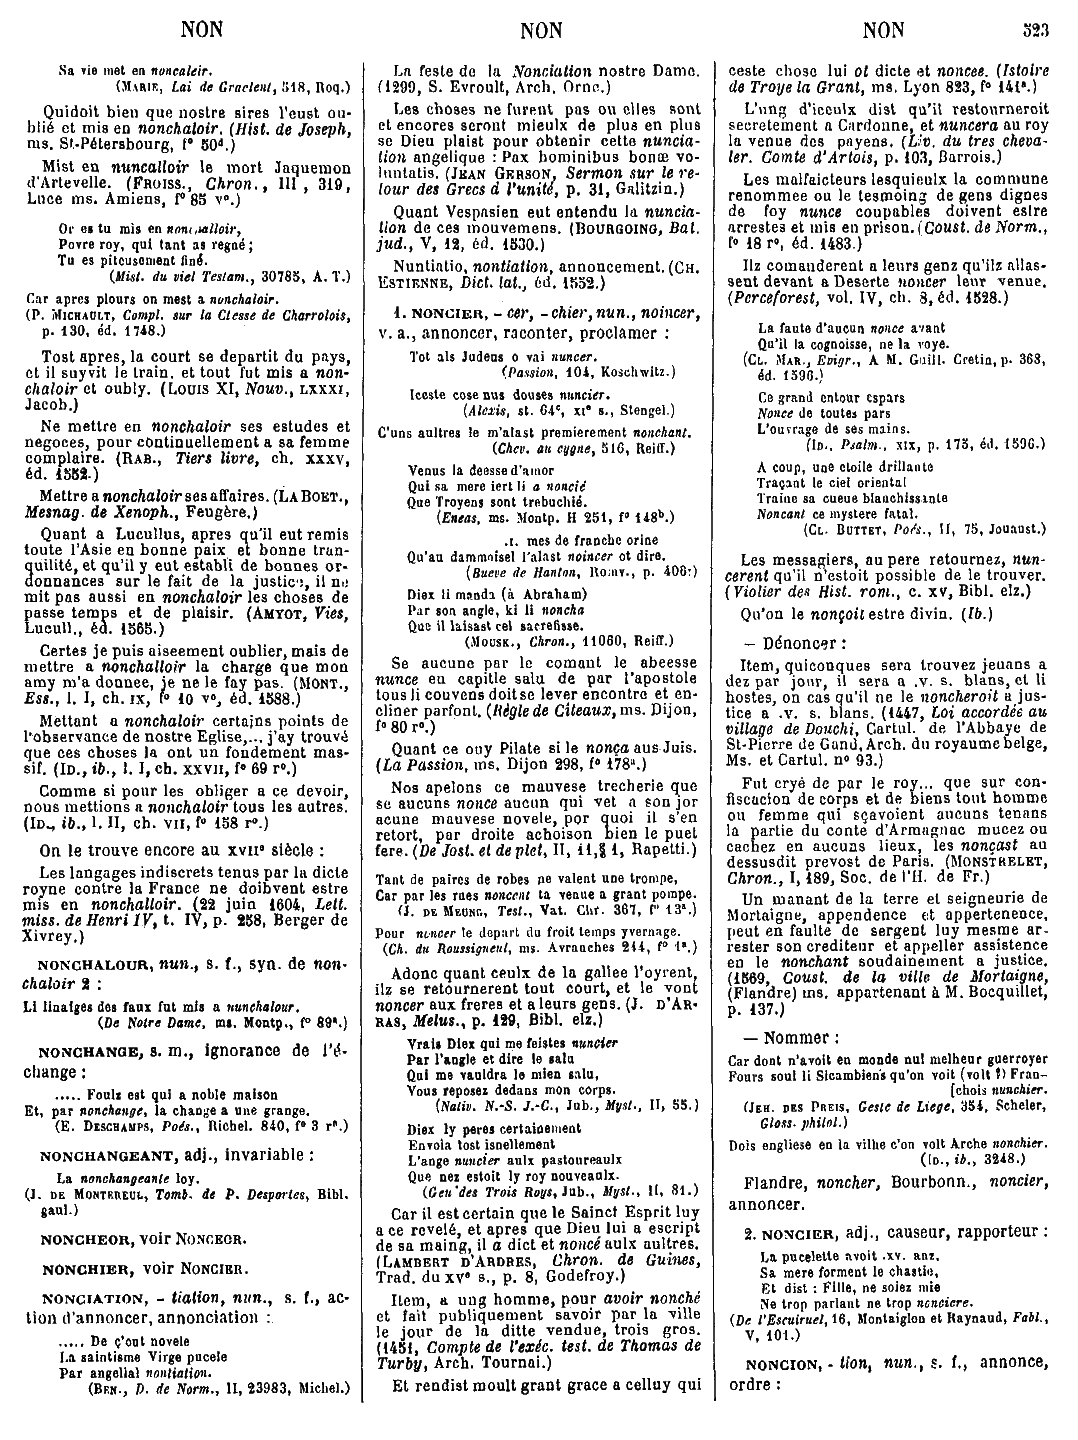 NON NON NON 523
Sa vie met en noncaleir.
(MARIE, Lai de Graelent, 518, Roq.)
Quidoit bien que nostre sires l'eust ou-
blié et mis en nonchaloir. (Hist. de Joseph,
ms. St-Pétersbourg, f° 50d.)
Mist en nuncalloir le mort Jaquemon
d'Artevelle. (FROISS., Chron., III, 319,
Luce ms. Amiens, f° 85 v°.)
Or es tu mis en nonchalloir,
Povre roy, qui tant as regné;
Tu es piteusement finé.
(Mist. du viel Testam., 30785, A. T.)
Car apres plours on mest a nonchaloir.
(P. MICHAULT, Compl. sur la Ctesse de Charrolois,
p. 130, éd. 1748.)
Tost apres, la court se departit du pays,
et il suyvit le train, et tout fut mis a non-
chaloir et oubly. (LOUIS XI, Nouv., LXXXI,
Jacob.)
Ne mettre en nonchaloir ses estudes et
negoces, pour continuellement a sa femme
complaire. (RAB., Tiers livre, ch. XXXV,
éd. 1552.)
Mettre a nonchaloir ses affaires. (LA BOET.,
Mesnag. de Xenoph., Feugère.)
Quant a Lucullus, apres qu'il eut remis
toute l'Asie en bonne paix et bonne tran-
quilité, et qu'il y eut establi de bonnes or-
donnances sur le fait de la justice, il ne
mit pas aussi en nonchaloir les choses de
passe temps et de plaisir. (AMYOT, Vies,
Lucull., éd. 1565.)
Certes je puis aiseement oublier, mais de
mettre a nonchalloir la charge que mon
amy m'a donnee, je ne le fay pas. (MONT.,
Ess., l. I, ch. IX, f° 10 v°, éd. 1588.)
Mettant a nonchaloir certains points de
l'observance de nostre Eglise,... j'ay trouvé
que ces choses la ont un fondement mas-
sif. (ID., ib., l. I, ch. XXVII, f° 69 r°.)
Comme si pour les obliger a ce devoir,
nous mettions a nonchaloir tous les autres.
(ID., ib., l. II, ch. VII, f° 158 r°.)
On le trouve encore au XVIIe siècle :
Les langages indiscrets tenus par la dicte
royne contre la France ne doibvent estre
mis en nonchalloir. (22 juin 1604, Lett.
miss. de Henri IV, t. IV, p. 258, Berger de
Xivrey.)
NONCHALOUR, nun., s. f., syn. de non-
chaloir 2 :
Li linaiges des faux fut mis a nunchalour.
(De Notre Dame, ms. Montp., f° 89a.)
NONCHANGE, s. m., ignorance de l'é-
change :
..... Foulz est qui a noble maison
Et, par nonchange, la change a une grange.
(E. DESCHAMPS, Poés., Richel. 840, f° 3 ra.)
NONCHANGEANT, adj., invariable :
La nonchangeante loy.
(J. DE MONTEREUL, Tomb. de P. Desportes, Bibl.
gaul.)
NONCHEOR, voir NONCEOR.
NONCHIER, voir NONCIER.
NONCIATION, - tiation, nun., s. f., ac-
tion d'annoncer, annonciation :
..... De ç'out novele
La saintisme Virge pucele
Par angelial nontiation.
(BEN., D. de Norm., II, 23983, Michel.)
La feste de la Nonciation nostre Dame.
(1299, S. Evroult, Arch. Orne.)
Les choses ne furent pas ou elles sont
et encores seront mieulx de plus en plus
se Dieu plaist pour obtenir cette nuncia-
tion angelique : Pax hominibus bonæ vo-
luntatis. (JEAN GERSON, Sermon sur le re-
tour des Grecs à l'unité, p. 31, Galitzin.)
Quant Vespasien eut entendu la nuncia-
tion de ces mouvemens. (BOURGOING, Bat.
jud., V, 12, éd. 1530.)
Nuntiatio, nontiation, annoncement. (CH.
ESTIENNE, Dict. lat., éd. 1552.)
1. NONCIER, - cer, - chier, nun., noincer,
v. a., annoncer, raconter, proclamer :
Tot als Judeus o vai nuncer.
(Passion, 104, Koschwitz.)
Iceste cose nus douses nuncier.
(Alexis, st. 64e, XIe s., Stengel.)
C'uns aultres le m'alast premierement nonchant.
(Chev. au cygne, 516, Reiff.)
Venus la deesse d'amor
Qui sa mere iert li a noncié
Que Troyens sont trebuchié.
(Eneas, ms. Montp. H 251, f° 148b.)
.I. mes de franche orine
Qu'au dammoisel l'alast noincer ot dire.
(Bueve de Hanton, Romv., p. 406.)
Diex li manda (à Abraham)
Par son angle, ki li noncha
Que il laisast cel sacrefisse.
(MOUSK., Chron., 11060, Reiff.)
Se aucune par le comant le abeesse
nunce en capitle salu de par l'apostole
tous li couvens doit se lever encontre et en-
cliner parfont. (Règle de Citeaux, ms. Dijon,
f° 80 r°.)
Quant ce ouy Pilate si le nonça aus Juis.
(La Passion, ms. Dijon 298, f° 178a.)
Nos apelons ce mauvese trecherie que
se aucuns nonce aucun qui vet a son jor
acune mauvese novele, por quoi il s'en
retort, par droite achoison bien le puet
fere. (De Jost. et de plet, II, 11, § 1, Rapetti.)
Tant de paires de robes ne valent une trompe,
Car par les rues noncent ta venue a grant pompe.
(J. DE MEUNG, Test., Vat. Chr. 367, f° 13a.)
Pour nuncer le depart du froit temps yvernage.
(Ch. du Roussigneul, ms. Avranches 244, f° 1a.)
Adonc quant ceulx de la gallee l'oyrent,
ilz se retournerent tout court, et le vont
noncer aux freres et a leurs gens. (J. D'AR-
RAS, Melus., p. 129, Bibl. elz.)
Vrais Diex qui me feistes nuncier
Par l'angle et dire le salu
Qui me vauldra le mien salu,
Vous reposez dedans mon corps.
(Nativ. N.-S. J.-C., Jub., Myst., II, 55.)
Diex ly peres certainement
Envoia tost isnellement
L'ange nuncier aulx pastoureaulx
Que nez estoit ly roy nouveaulx.
(Geu des Trois Roys, Jub., Myst., II, 81.)
Car il est certain que le Sainct Esprit luy
a ce revelé, et apres que Dieu lui a escript
de sa maing, il a dict et noncé aulx aultres.
(LAMBERT D'ARDRES, Chron. de Guines,
Trad. du XVe s., p. 8, Godefroy.)
Item, a ung homme, pour avoir nonché
et fait publiquement savoir par la ville
le jour de la ditte vendue, trois gros.
(1451, Compte de l'exéc. test. de Thomas de
Turby, Arch. Tournai.)
Et rendist moult grant grace a celluy qui
ceste chose lui ot dicte et noncee. (Istoire
de Troye la Grant, ms. Lyon 823, f° 141a.)
L'ung d'iceulx dist qu'il restourneroit
secretement a Cardonne, et nuncera au roy
la venue des payens. (Liv. du tres cheva-
ler. Comte d'Artois, p. 103, Barrois.)
Les malfaicteurs lesquieulx la commune
renommee ou le tesmoing de gens dignes
de foy nunce coupables doivent estre
arrestes et mis en prison. (Coust. de Norm.,
f° 18 r°, éd. 1483.)
Ilz comanderent a leurs genz qu'ilz allas-
sent devant a Deserte noncer leur venue.
(Perceforest, vol. IV, ch. 8, éd. 1528.)
La faute d'aucun nonce avant
Qu'il la cognoisse, ne la voye.
(CL. MAR., Epigr., A M. Guill. Cretin, p. 363,
éd. 1596.)
Ce grand entour espars
Nonce de toutes pars
L'ouvrage de ses mains.
(ID., Psalm., XIX, p. 175, éd. 1596.)
A coup, une etoile drillante
Traçant le ciel oriental
Traine sa cueue blanchissante
Noncant ce mystere fatal.
(CL. BUTTET, Poés., II, 75, Jouaust.)
Les messagiers, au pere retournez, nun-
cerent qu'il n'estoit possible de le trouver.
(Violier des Hist. rom., c. XV, Bibl. elz.)
Qu'on le nonçoit estre divin. (Ib.)
— Dénoncer :
Item, quiconques sera trouvez jeuans a
dez par jour, il sera a .v. s. blans, et li
hostes, on cas qu'il ne le noncheroit a jus-
tice a .v. s. blans. (1447, Loi accordée au
village de Douchi, Cartul. de l'Abbaye de
St-Pierre de Gand, Arch. du royaume belge,
Ms. et Cartul. n° 93.)
Fut cryé de par le roy... que sur con-
fiscacion de corps et de biens tout homme
ou femme qui sçavoient aucuns tenans
la partie du conte d'Armagnac mucez ou
cachez en aucuns lieux, les nonçast au
dessusdit prevost de Paris. (MONSTRELET,
Chron., I, 189, Soc. de l'H. de Fr.)
Un manant de la terre et seigneurie de
Mortaigne, appendence et appertenence,
peut en faulte de sergent luy mesme ar-
rester son crediteur et appeller assistence
en le nonchant soudainement a justice.
(1569, Coust. de la ville de Mortaigne,
(Flandre) ms. appartenant à M. Bocquillet,
p. 137.)
— Nommer :
Car dont n'avoit en monde nul melheur guerroyer
Fours soul li Sicambiens qu'on voit (volt ?) Fran-
[chois nunchier.
(JEH. DES PREIS, Geste de Liege, 354, Scheler,
Gloss. philol.)
Dois engliese en la vilhe c'on volt Arche nonchier.
(ID., ib., 3248.)
Flandre, noncher, Bourbonn., noncier,
annoncer.
2. NONCIER, adj., causeur, rapporteur :
La pucelette avoit .xv. anz.
Sa mere forment le chastie,
Et dist : Fille, ne soiez mie
Ne trop parlant ne trop nonciere.
(De l'Escuiruel, 16, Montaiglon et Raynaud, Fabl.,
V, 101.)
NONCION, - tion, nun., s. f., annonce,
ordre :